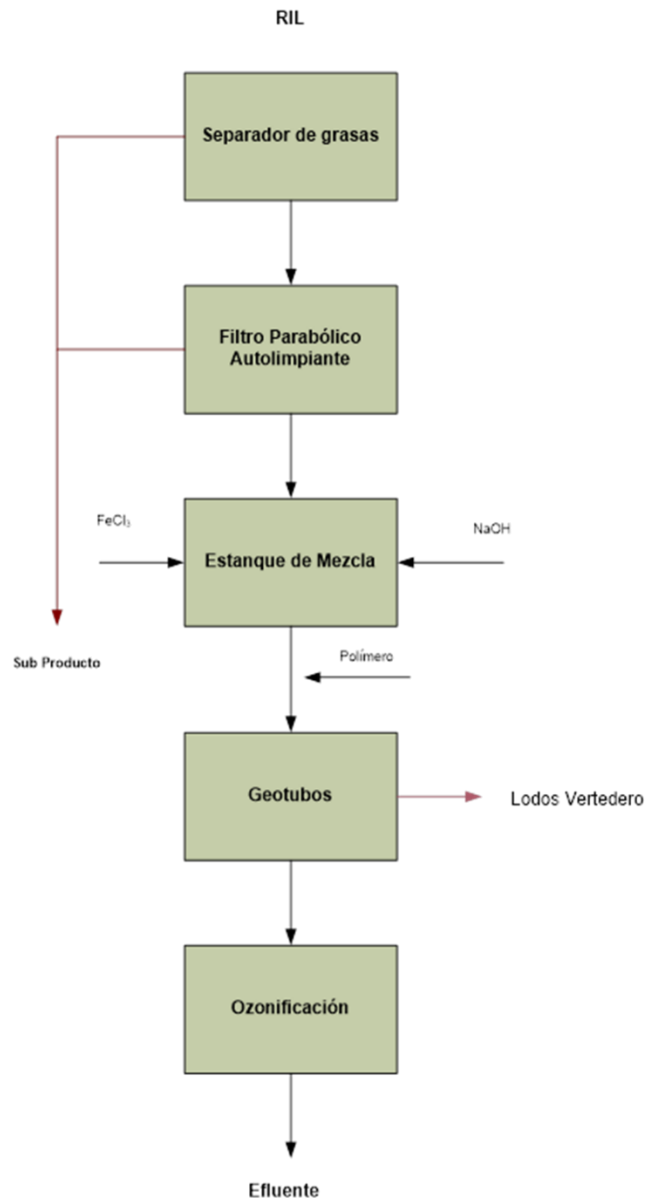 RIL
Separador de grasas
Filtro Parabólico
Autolimpiante
FeCl₃
NaOH
Estanque de Mezcla
Sub Producto
Polímero
Geotubos
Lodos Vertedero
Ozonificación
Efluente